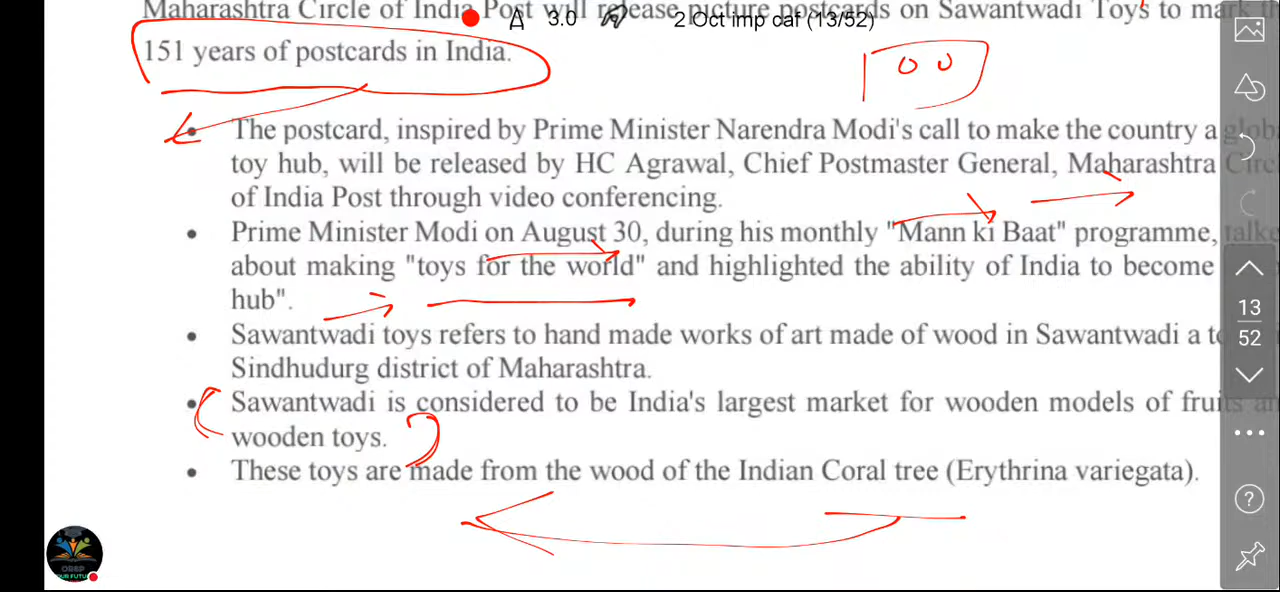 Maharashtra Circle of India Post will release picture postcards on Sawantwadi Toys to mark
A 3.0 2 Oct imp caf (13/52)
151 years of postcards in India.
The postcard, inspired by Prime Minister Narendra Modi's call to make the country a
toy hub, will be released by HC Agrawal, Chief Postmaster General, Maharashtra
of India Post through video conferencing.
Prime Minister Modi on August 30, during his monthly "Mann ki Baat" programme,
about making "toys for the world" and highlighted the ability of India to become
hub".
Sawantwadi toys refers to hand made works of art made of wood in Sawantwadi a
Sindhudurg district of Maharashtra.
Sawantwadi is considered to be India's largest market for wooden models of fruits
wooden toys.
These toys are made from the wood of the Indian Coral tree (Erythrina variegata).
13
52